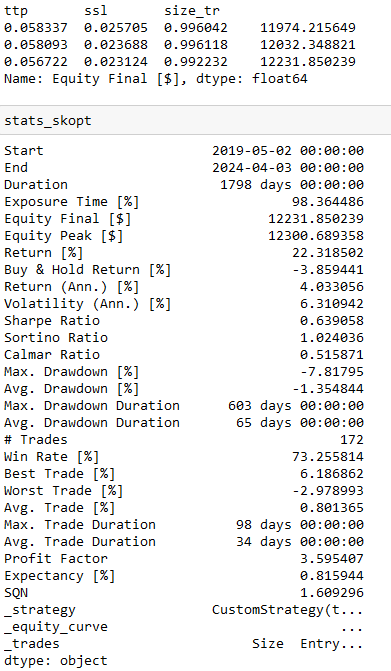 ttp ssl size_tr
0.058337 0.025705 0.996042 11974.215649
0.058093 0.023688 0.996118 12032.348821
0.056722 0.023124 0.992232 12231.850239
Name: Equity Final [$], dtype: float64
stats_skopt
Start 2019-05-02 00:00:00
End 2024-04-03 00:00:00
Duration 1798 days 00:00:00
Exposure Time [%] 98.364486
Equity Final [$] 12231.850239
Equity Peak [$] 12300.689358
Return [%] 22.318502
Buy & Hold Return [%] -3.859441
Return (Ann.) [%] 4.033056
Volatility (Ann.) [%] 6.310942
Sharpe Ratio 0.639058
Sortino Ratio 1.024036
Calmar Ratio 0.515871
Max. Drawdown [%] -7.81795
Avg. Drawdown [%] -1.354844
Max. Drawdown Duration 603 days 00:00:00
Avg. Drawdown Duration 65 days 00:00:00
# Trades 172
Win Rate [%] 73.255814
Best Trade [%] 6.186862
Worst Trade [%] -2.978993
Avg. Trade [%] 0.801365
Max. Trade Duration 98 days 00:00:00
Avg. Trade Duration 34 days 00:00:00
Profit Factor 3.595407
Expectancy [%] 0.815944
SQN 1.609296
_strategy CustomStrategy(t...
_equity_curve ...
_trades Size Entry...
dtype: object